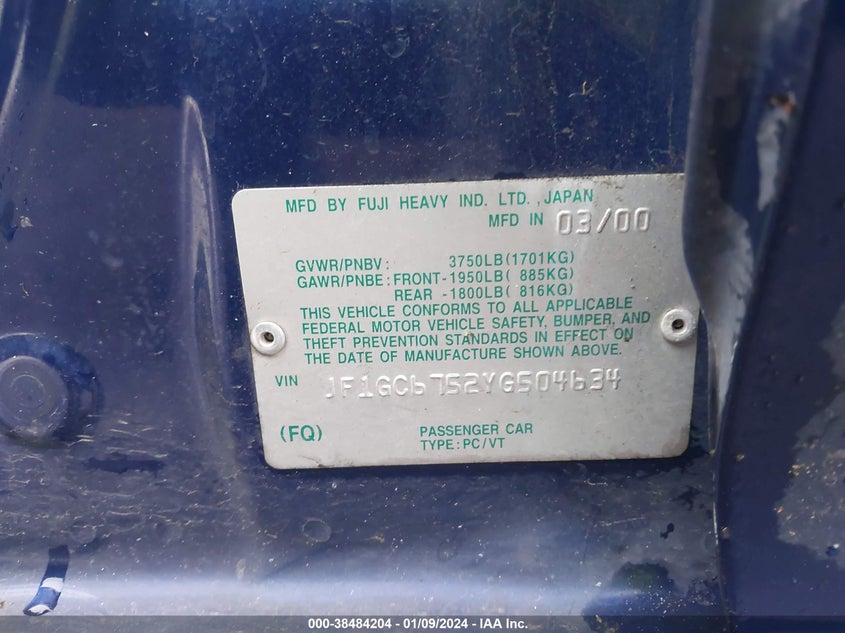 MFD BY FUJI HEAVY IND. LTD., JAPAN
MFD IN 03/00
GVWR/PNBV: 3750LB(1701KG)
GAWR/PNBE: FRONT-1950LB( 885KG)
REAR -1800LB( 816KG)
THIS VEHICLE CONFORMS TO ALL APPLICABLE
FEDERAL MOTOR VEHICLE SAFETY, BUMPER, AND
THEFT PREVENTION STANDARDS IN EFFECT ON
THE DATE OF MANUFACTURE SHOWN ABOVE.
VIN JF1GC6752YG504634
(FQ) PASSENGER CAR
TYPE: PC/VT
000-38484204 - 01/09/2024 - IAA Inc.